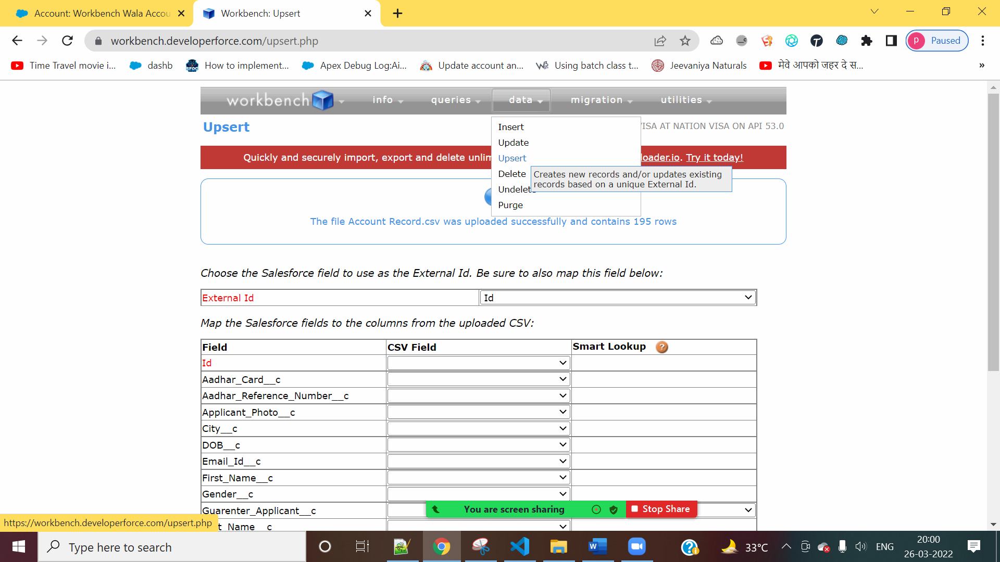 Account: Workbench Wala Accou
Workbench: Upsert
workbench.developerforce.com/upsert.php
P Paused
Time Travel movie i... dashb How to implement... Apex Debug Log:Ai... Update account an... Using batch class t... Jeevaniya Naturals मेवे आपको जहर दे स... »
workbench info queries data migration utilities
Upsert
VISA AT NATION VISA ON API 53.0
Insert
Update
Upsert
Delete
Undelete
Purge
Creates new records and/or updates existing
records based on a unique External Id.
Quickly and securely import, export and delete unlim loader.io. Try it today!
The file Account Record.csv was uploaded successfully and contains 195 rows
Choose the Salesforce field to use as the External Id. Be sure to also map this field below:
External Id Id
Map the Salesforce fields to the columns from the uploaded CSV:
Field CSV Field Smart Lookup ?
Id
Aadhar_Card__c
Aadhar_Reference_Number__c
Applicant_Photo__c
City__c
DOB__c
Email_Id__c
First_Name__c
Gender__c
Guarenter_Applicant__c
t_Name__c
You are screen sharing Stop Share
https://workbench.developerforce.com/upsert.php
Type here to search
33°C ENG 20:00
26-03-2022